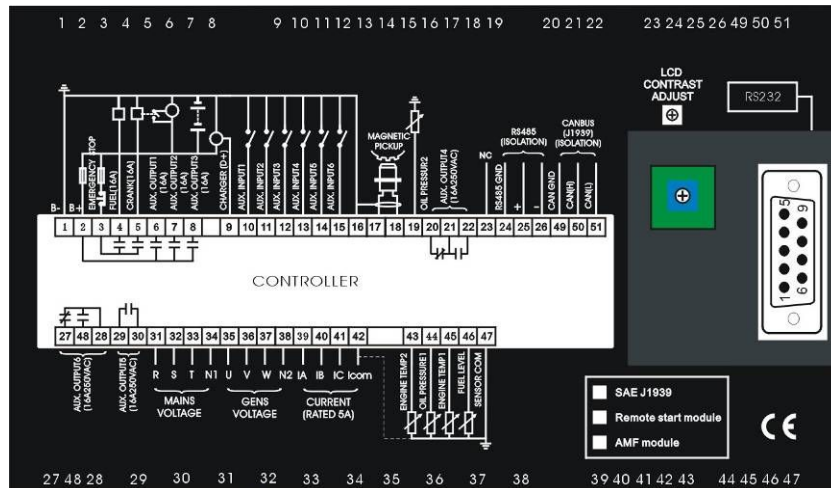 1 2 3 4 5 6 7 8 9 10 11 12 13 14 15 16 17 18 19 20 21 22 23 24 25 26 49 50 51
LCD
CONTRAST
ADJUST
RS232
EMERGENCY STOP
FUEL(16A)
CRANK(16A)
AUX. OUTPUT1
(16A)
AUX. OUTPUT2
(16A)
AUX. OUTPUT3
(16A)
CHARGER (D+)
AUX. INPUT1
AUX. INPUT2
AUX. INPUT3
AUX. INPUT4
AUX. INPUT5
AUX. INPUT6
MAGNETIC
PICKUP
OIL PRESSUR2
AUX. OUTPUT4
(16A250VAC)
NC
RS485
(ISOLATION)
RS485 GND
+
−
CANBUS
(J1939)
(ISOLATION)
CAN GND
CAN(H)
CAN(L)
B- B+ B+
1 2 3 4 5 6 7 8 9 10 11 12 13 14 15 16 17 18 19 20 21 22 23 24 25 26 49 50 51
CONTROLLER
27 48 28 29 30 31 32 33 34 35 36 37 38 39 40 41 42 43 44 45 46 47
AUX. OUTPUT6
(16A250VAC)
AUX. OUTPUT5
(16A250VAC)
R S T N1 U V W N2 IA IB IC Icom
MAINS
VOLTAGE
GENS
VOLTAGE
CURRENT
(RATED 5A)
ENGINE TEMP2
OIL PRESSURE1
ENGINE TEMP1
FUEL LEVEL
SENSOR COM
5 9
1 6
SAE J1939
Remote start module
AMF module
CE
27 48 28 29 30 31 32 33 34 35 36 37 38 39 40 41 42 43 44 45 46 47